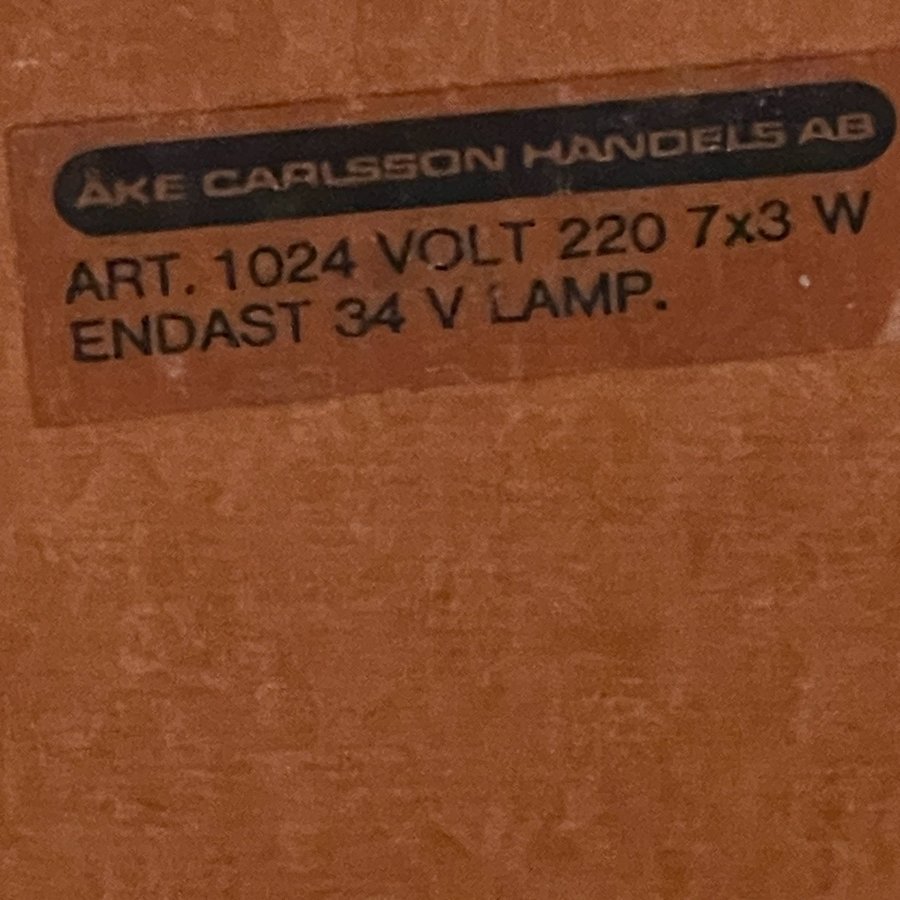 ÅKE CARLSSON HANDELS AB
ART. 1024 VOLT 220 7x3 W
ENDAST 34 V LAMP.